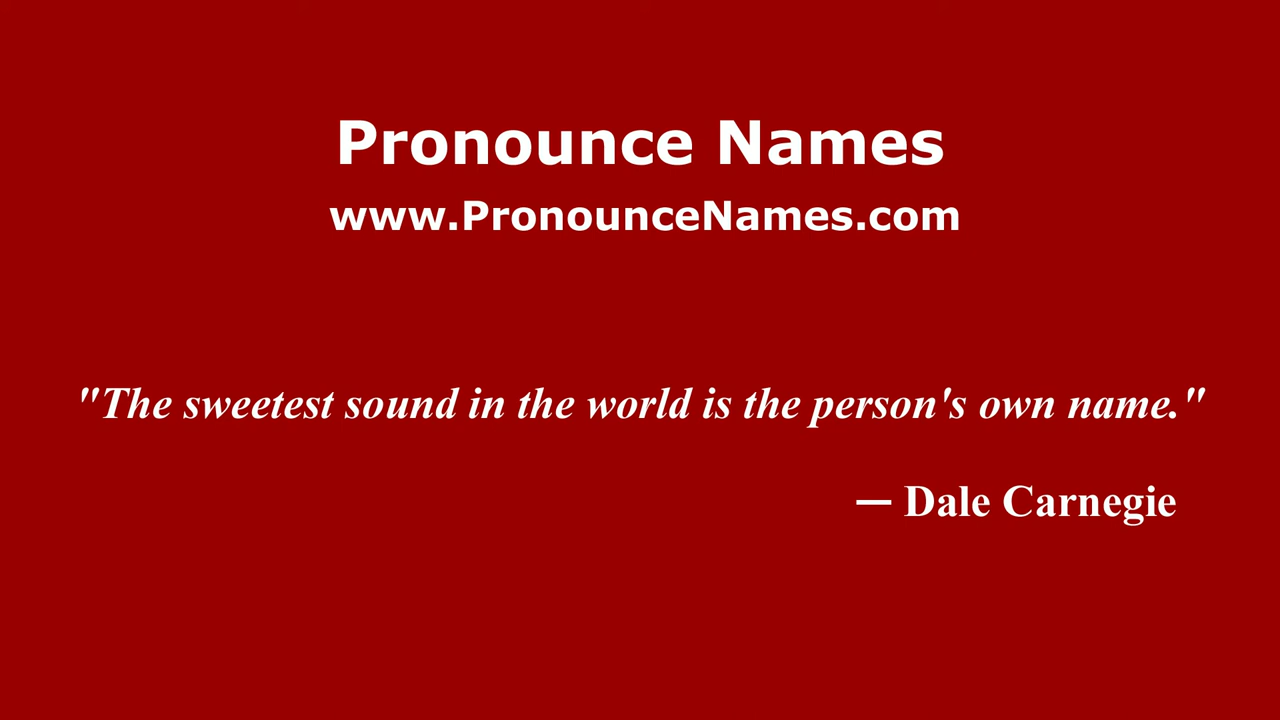 Pronounce Names
www.PronounceNames.com
"The sweetest sound in the world is the person's own name."
— Dale Carnegie